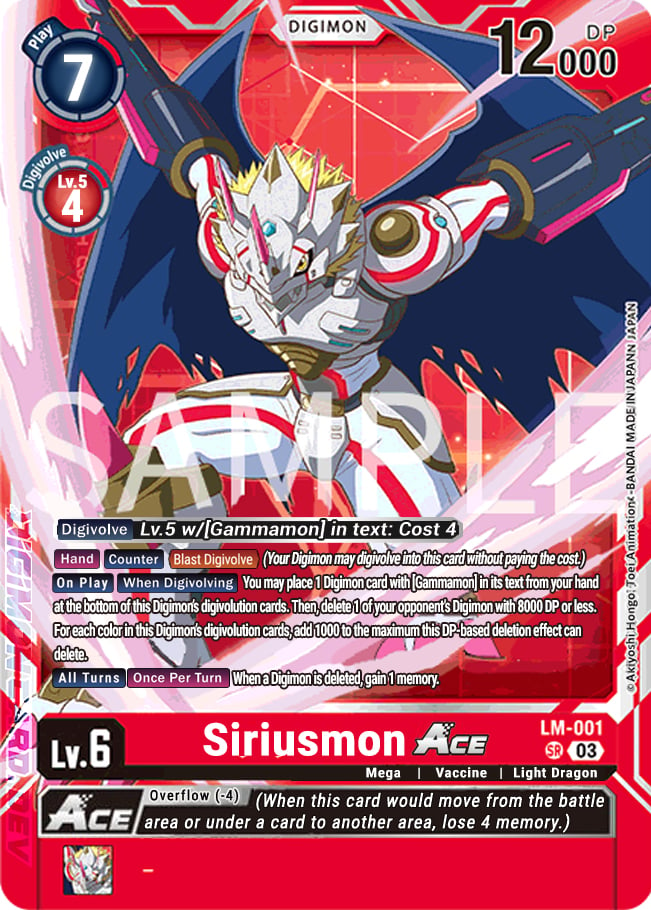 Play
7
DIGIMON
12000
DP
Digivolve
Lv.5
4
SAMPLE
Digivolve Lv.5 w/[Gammamon] in text: Cost 4
Hand Counter Blast Digivolve (Your Digimon may digivolve into this card without paying the cost.)
On Play When Digivolving You may place 1 Digimon card with [Gammamon] in its text from your hand
at the bottom of this Digimon's digivolution cards. Then, delete 1 of your opponent's Digimon with 8000 DP or less.
For each color in this Digimon's digivolution cards, add 1000 to the maximum this DP-based deletion effect can
delete.
All Turns Once Per Turn When a Digimon is deleted, gain 1 memory.
©Akiyoshi Hongo, Toei Animation -BANDAI MADE IN JAPANN JAPAN
Lv.6
Siriusmon ACE
LM-001
SR 03
Mega | Vaccine | Light Dragon
ACE
Overflow (-4) (When this card would move from the battle
area or under a card to another area, lose 4 memory.)
-